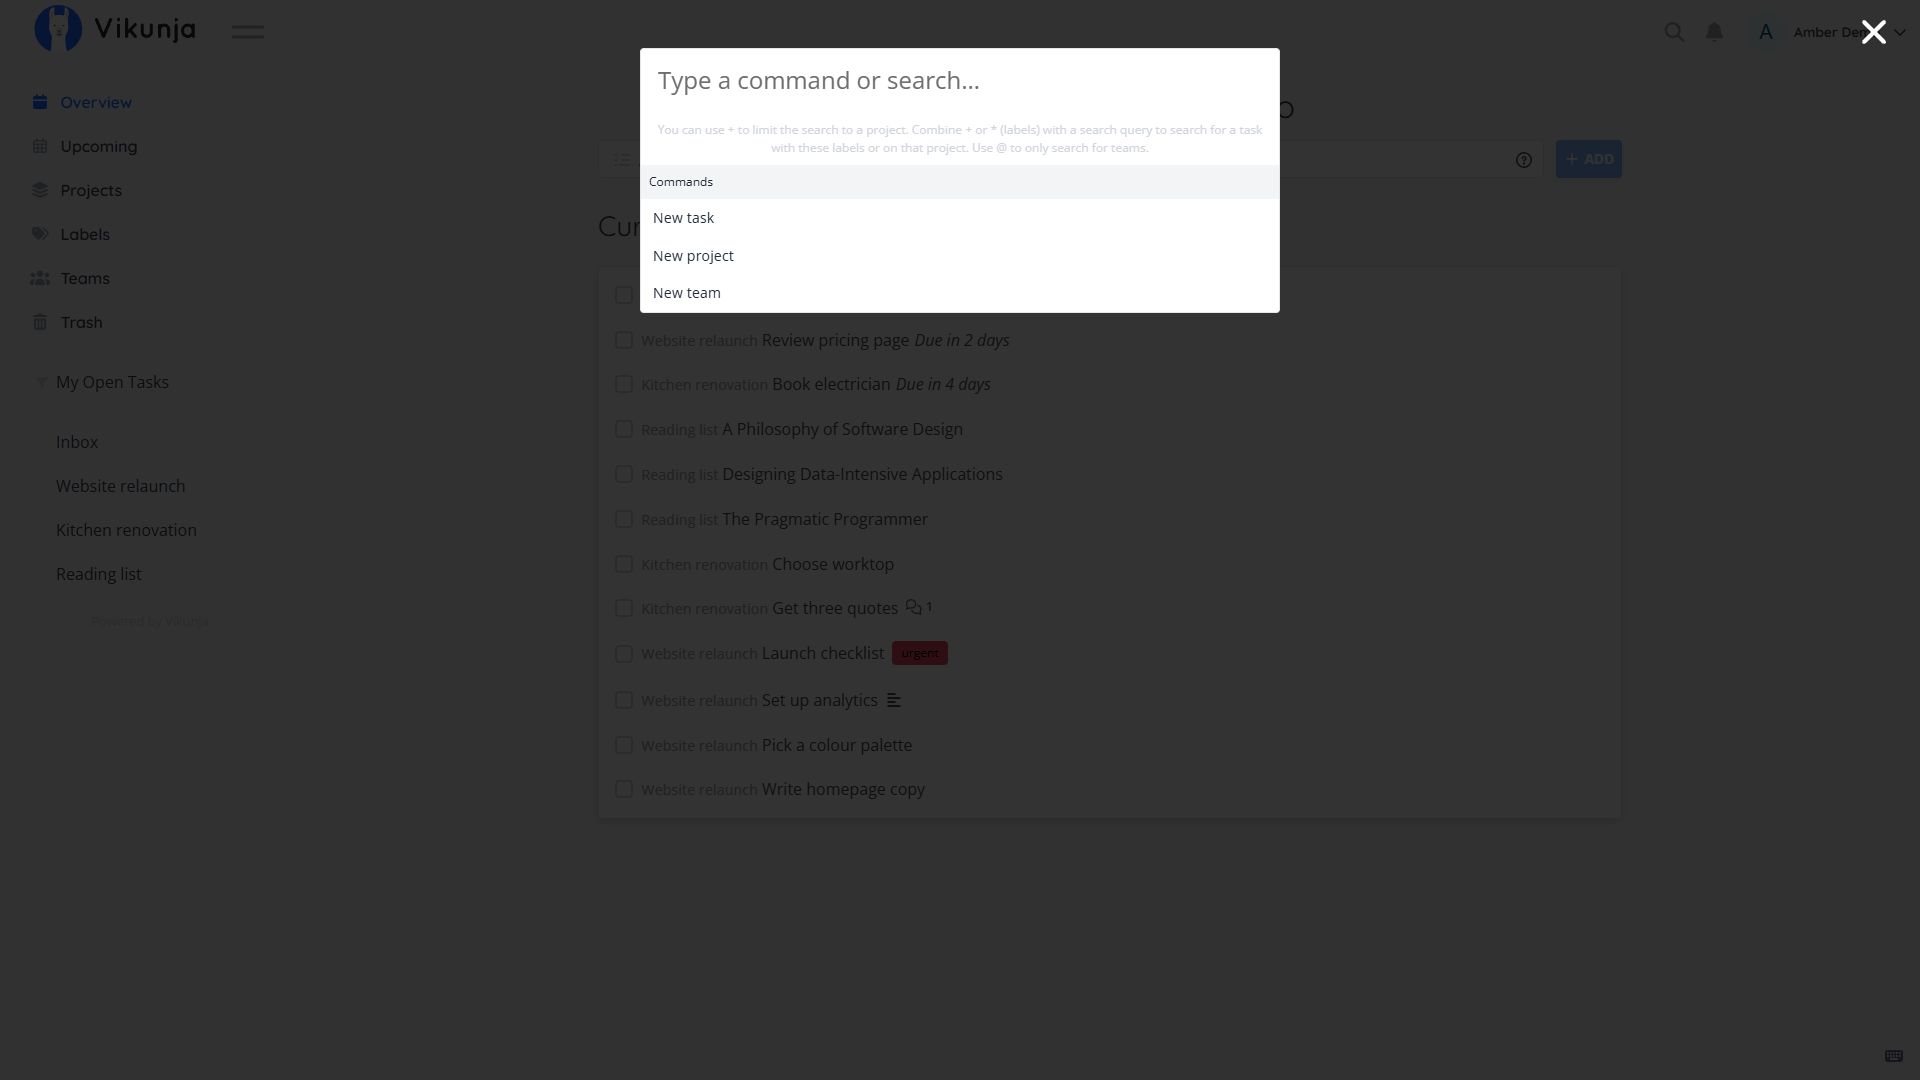 Vikunja
A
Type a command or search...
You can use + to limit the search to a project. Combine + or * (labels) with a search query to search for a task
with these labels or on that project. Use @ to only search for teams.
Commands
New task
New project
New team
Overview
Upcoming
Projects
Labels
Teams
Trash
My Open Tasks
Inbox
Website relaunch
Kitchen renovation
Reading list
Powered by Vikunja
+ ADD
Website relaunch Review pricing page Due in 2 days
Kitchen renovation Book electrician Due in 4 days
Reading list A Philosophy of Software Design
Reading list Designing Data-Intensive Applications
Reading list The Pragmatic Programmer
Kitchen renovation Choose worktop
Kitchen renovation Get three quotes 1
Website relaunch Launch checklist urgent
Website relaunch Set up analytics
Website relaunch Pick a colour palette
Website relaunch Write homepage copy